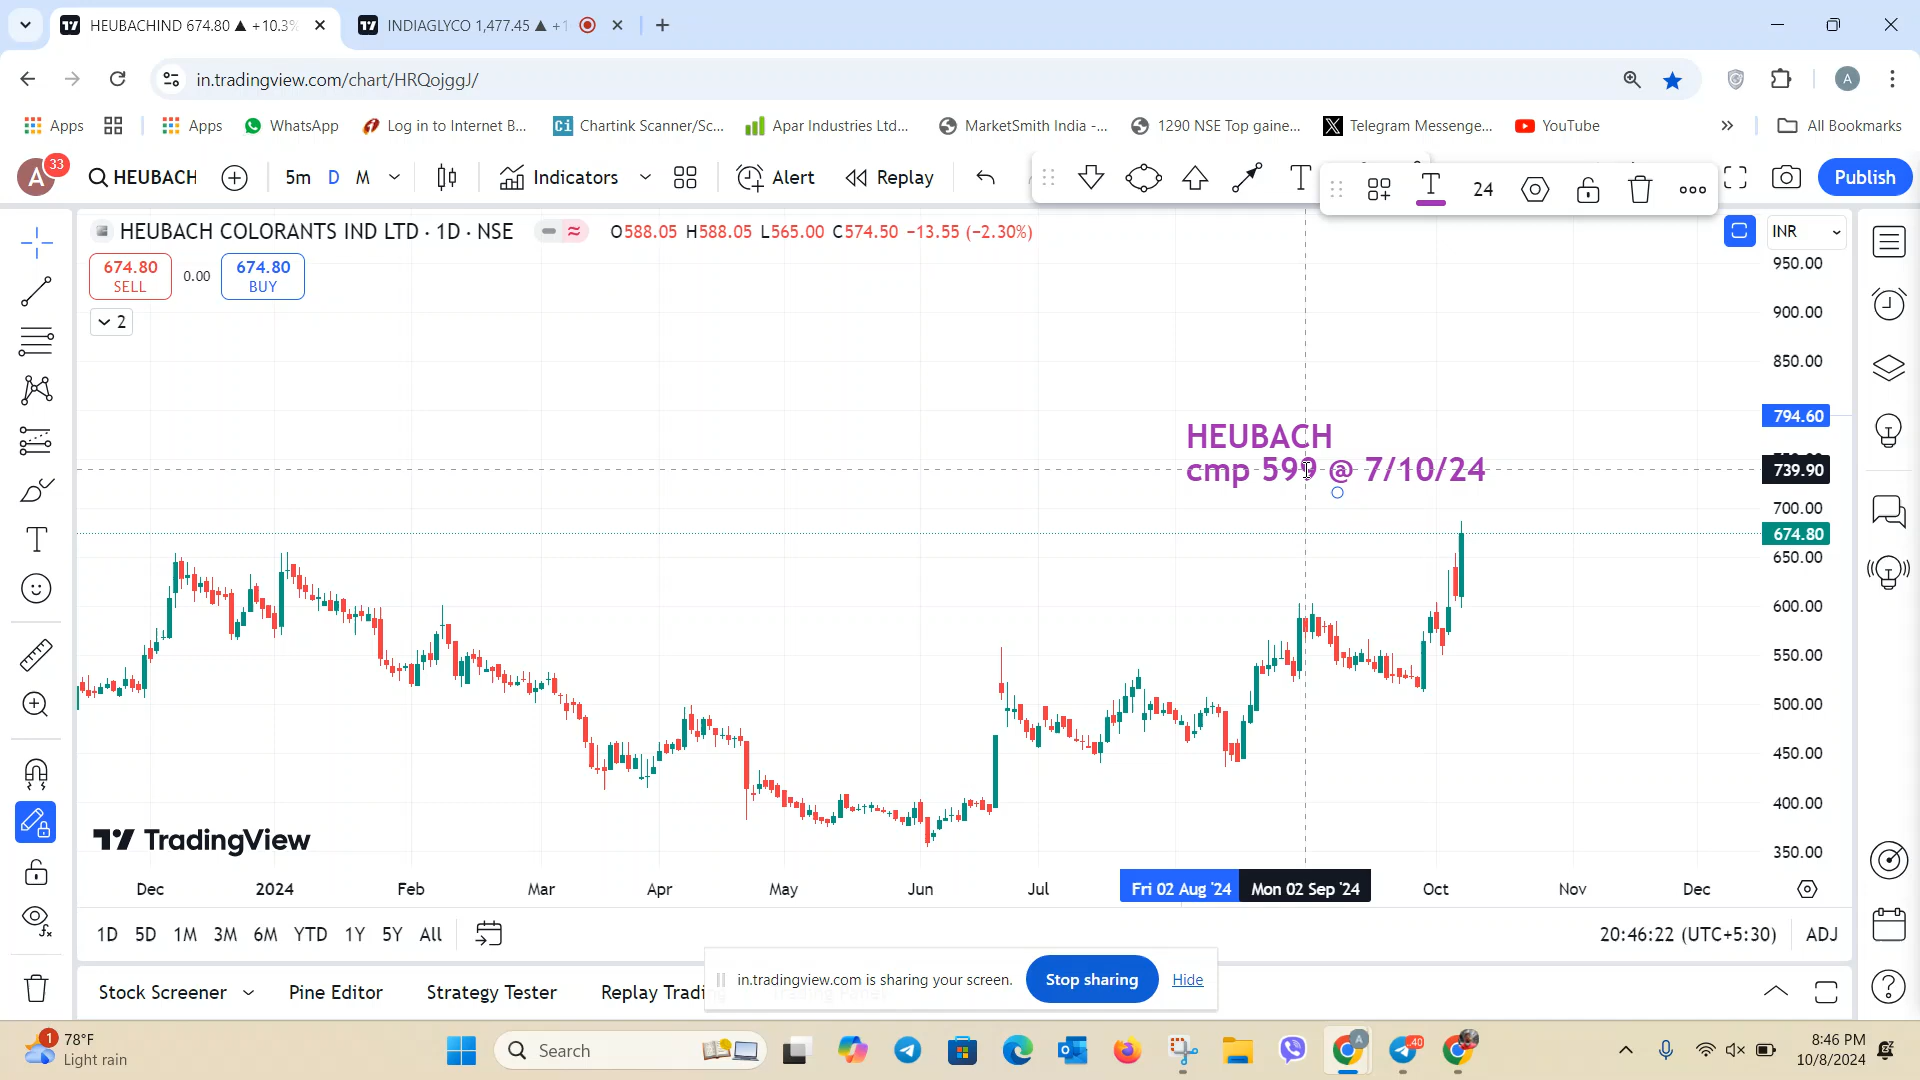 HEUBACHIND 674.80 ▲ +10.3%
INDIAGLYCO 1,477.45 ▲ +1
in.tradingview.com/chart/HRQojggJ/
A
Apps
Apps
WhatsApp
Log in to Internet B...
Ci Chartink Scanner/Sc...
Apar Industries Ltd...
MarketSmith India -...
1290 NSE Top gaine...
X Telegram Messenge...
YouTube
»
All Bookmarks
A 33
HEUBACH
5m D M
Indicators
Alert
Replay
T
T
24
Publish
HEUBACH COLORANTS IND LTD · 1D · NSE
O588.05 H588.05 L565.00 C574.50 −13.55 (−2.30%)
INR
674.80
SELL
0.00
674.80
BUY
2
HEUBACH
cmp 599 @ 7/10/24
950.00
900.00
850.00
794.60
739.90
700.00
674.80
650.00
600.00
550.00
500.00
450.00
400.00
350.00
TradingView
Dec 2024 Feb Mar Apr May Jun Jul Fri 02 Aug '24 Mon 02 Sep '24 Oct Nov Dec
1D 5D 1M 3M 6M YTD 1Y 5Y All
20:46:22 (UTC+5:30) ADJ
in.tradingview.com is sharing your screen. Stop sharing Hide
Stock Screener Pine Editor Strategy Tester Replay Tradi
1
78°F
Light rain
Search
40
8:46 PM
10/8/2024